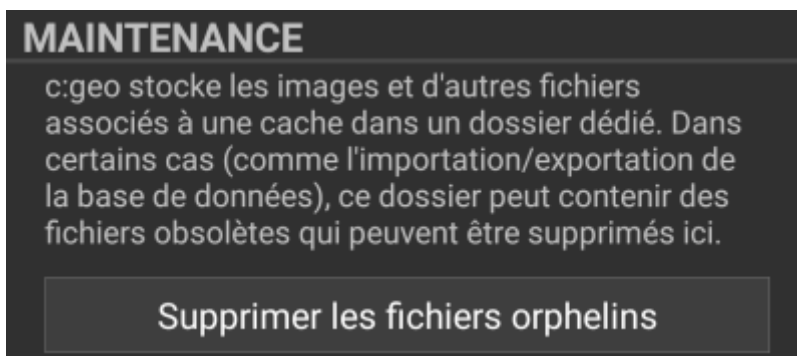 MAINTENANCE
c:geo stocke les images et d'autres fichiers
associés à une cache dans un dossier dédié. Dans
certains cas (comme l'importation/exportation de
la base de données), ce dossier peut contenir des
fichiers obsolètes qui peuvent être supprimés ici.
Supprimer les fichiers orphelins